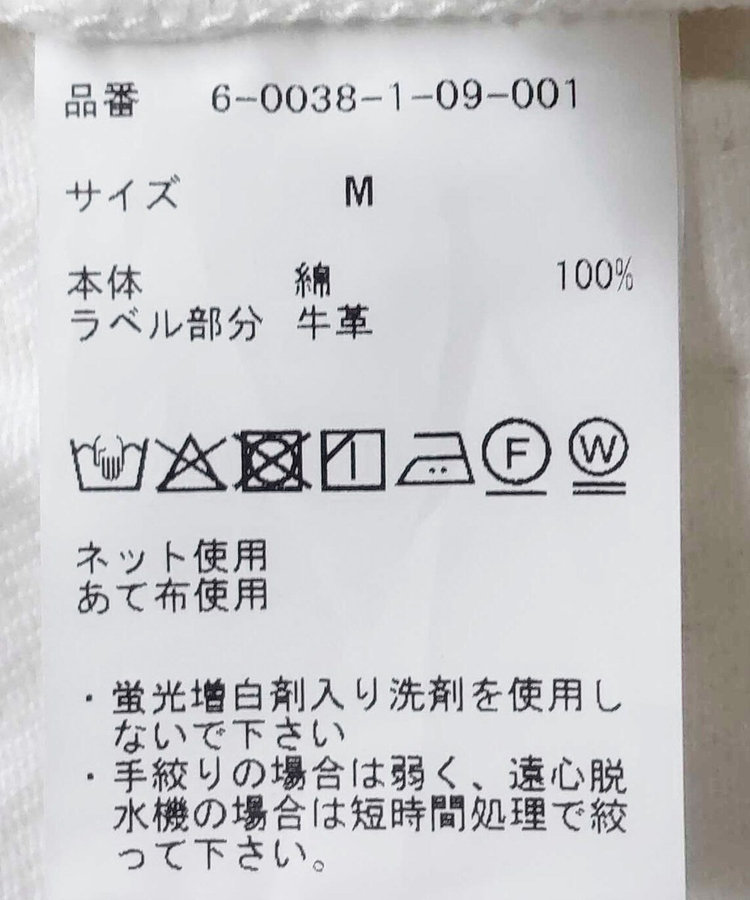 品番 6-0038-1-09-001
サイズ M
本体 綿 100%
ラベル部分 牛革
F W
ネット使用
あて布使用
・蛍光増白剤入り洗剤を使用し
ないで下さい
・手絞りの場合は弱く、遠心脱
水機の場合は短時間処理で絞
って下さい。